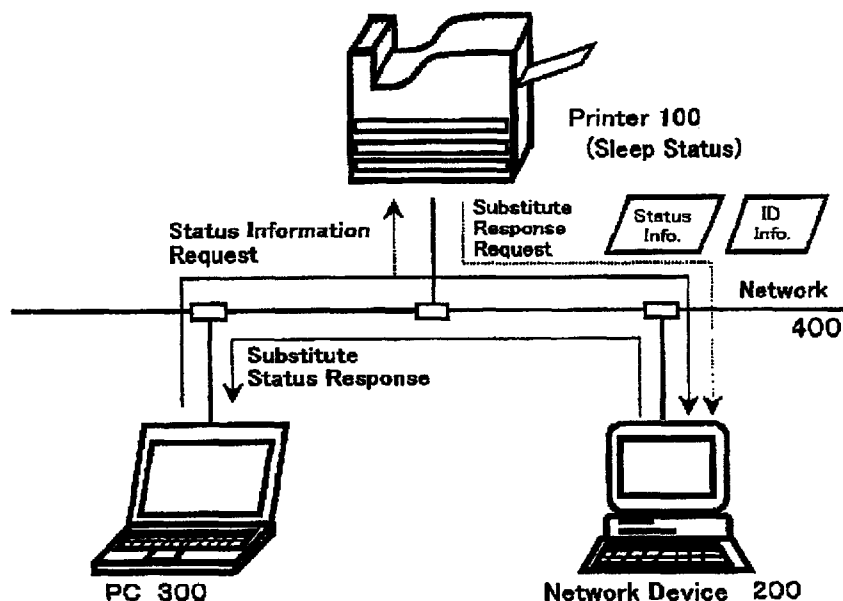 Printer 100
(Sleep Status)
Status Information
Request
Substitute
Response
Request
Status
Info.
ID
Info.
Network
400
Substitute
Status Response
PC 300
Network Device 200